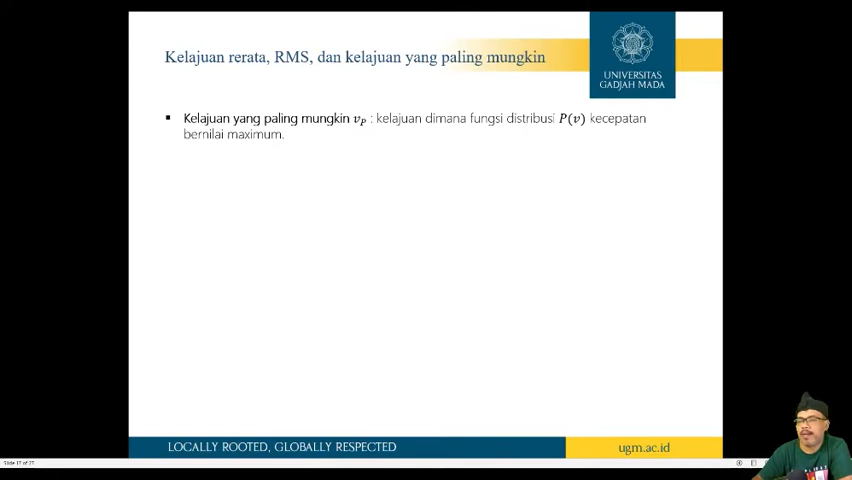 Kelajuan rerata, RMS, dan kelajuan yang paling mungkin
UNIVERSITAS
GADJAH MADA
▪ Kelajuan yang paling mungkin v_P : kelajuan dimana fungsi distribusi P(v) kecepatan
bernilai maximum.
LOCALLY ROOTED, GLOBALLY RESPECTED
ugm.ac.id